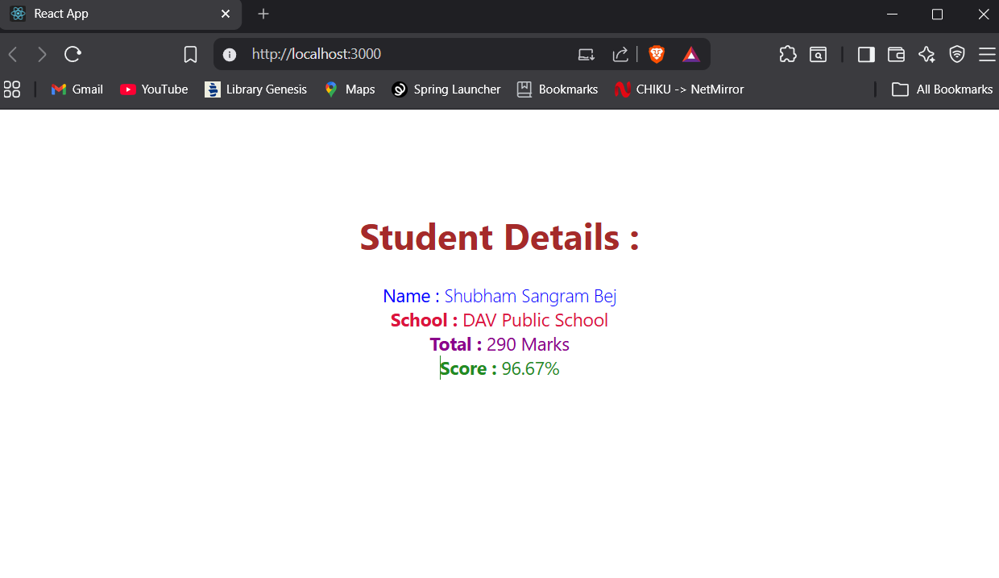 React App
http://localhost:3000
Gmail YouTube Library Genesis Maps Spring Launcher Bookmarks CHIKU -> NetMirror All Bookmarks
Student Details :
Name : Shubham Sangram Bej
School : DAV Public School
Total : 290 Marks
Score : 96.67%